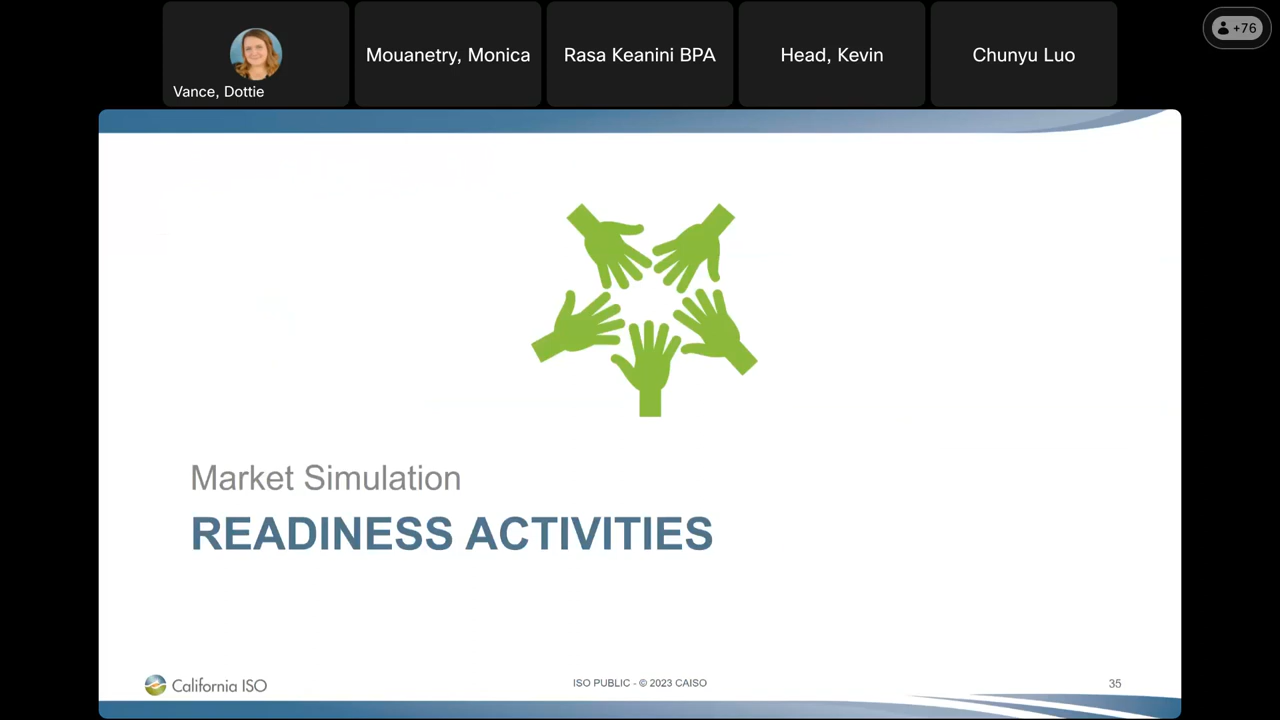 +76
Vance, Dottie
Mouanetry, Monica
Rasa Keanini BPA
Head, Kevin
Chunyu Luo
Market Simulation
READINESS ACTIVITIES
California ISO
ISO PUBLIC - © 2023 CAISO
35